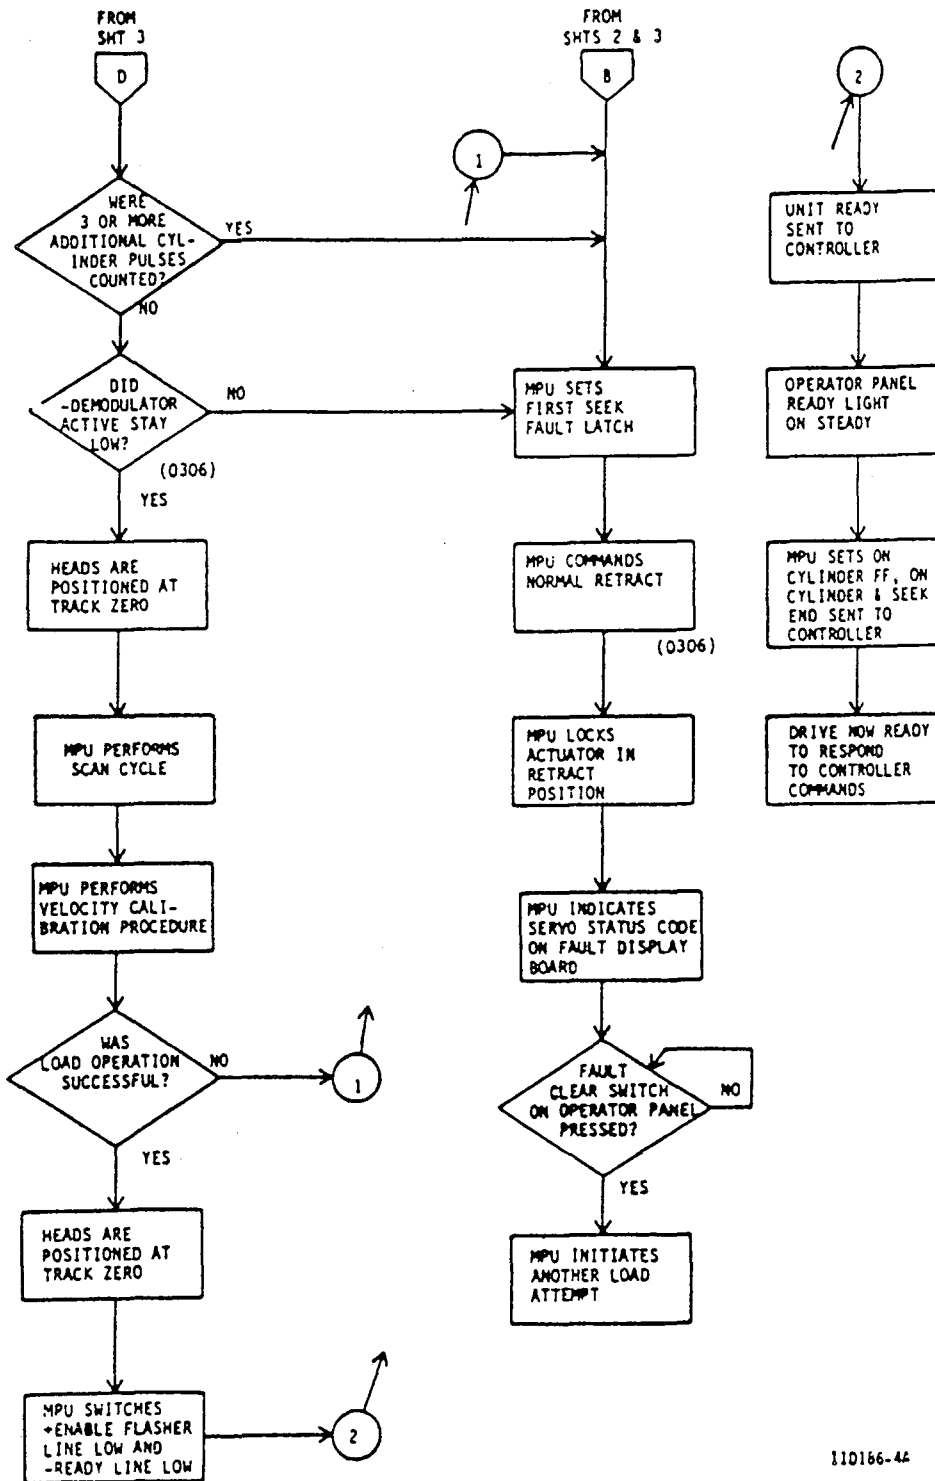 FROM
SHT 3
D
WERE
3 OR MORE
ADDITIONAL CYL-
INDER PULSES
COUNTED?
YES
NO
DID
-DEMODULATOR
ACTIVE STAY
LOW?
NO
(0306)
YES
HEADS ARE
POSITIONED AT
TRACK ZERO
MPU PERFORMS
SCAN CYCLE
MPU PERFORMS
VELOCITY CALI-
BRATION PROCEDURE
WAS
LOAD OPERATION
SUCCESSFUL?
NO
1
YES
HEADS ARE
POSITIONED AT
TRACK ZERO
MPU SWITCHES
+ENABLE FLASHER
LINE LOW AND
-READY LINE LOW
2
FROM
SHTS 2 & 3
B
1
MPU SETS
FIRST SEEK
FAULT LATCH
MPU COMMANDS
NORMAL RETRACT
(0306)
MPU LOCKS
ACTUATOR IN
RETRACT
POSITION
MPU INDICATES
SERVO STATUS CODE
ON FAULT DISPLAY
BOARD
FAULT
CLEAR SWITCH
ON OPERATOR PANEL
PRESSED?
NO
YES
MPU INITIATES
ANOTHER LOAD
ATTEMPT
2
UNIT READY
SENT TO
CONTROLLER
OPERATOR PANEL
READY LIGHT
ON STEADY
MPU SETS ON
CYLINDER FF, ON
CYLINDER & SEEK
END SENT TO
CONTROLLER
DRIVE NOW READY
TO RESPOND
TO CONTROLLER
COMMANDS
11D186-4A